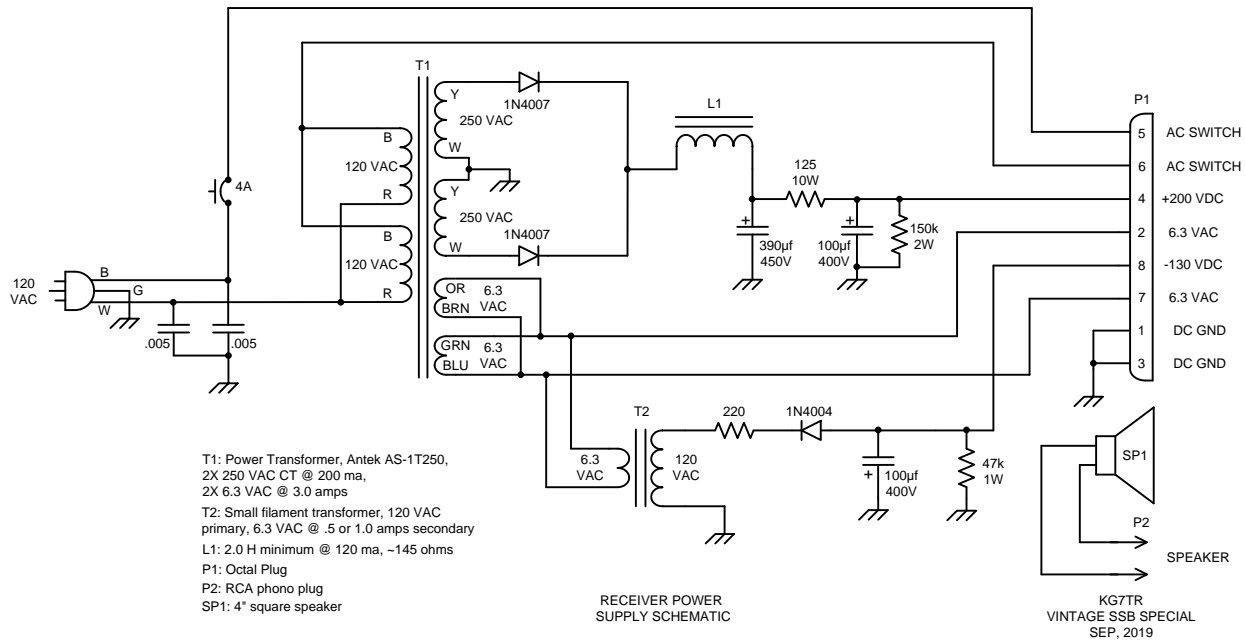 T1
L1
P1
Y
1N4007
250 VAC
W
B
120 VAC
R
Y
250 VAC
W
1N4007
B
120 VAC
R
4A
125
10W
+
390µf
450V
+
100µf
400V
150k
2W
5 AC SWITCH
6 AC SWITCH
4 +200 VDC
2 6.3 VAC
8 -130 VDC
7 6.3 VAC
1 DC GND
3 DC GND
120
VAC
B
G
W
.005
.005
OR
BRN
6.3
VAC
GRN
BLU
6.3
VAC
T2
220
1N4004
6.3
VAC
120
VAC
100µf
400V
+
47k
1W
SP1
P2
SPEAKER
T1: Power Transformer, Antek AS-1T250,
2X 250 VAC CT @ 200 ma,
2X 6.3 VAC @ 3.0 amps
T2: Small filament transformer, 120 VAC
primary, 6.3 VAC @ .5 or 1.0 amps secondary
L1: 2.0 H minimum @ 120 ma, ~145 ohms
P1: Octal Plug
P2: RCA phono plug
SP1: 4" square speaker
RECEIVER POWER
SUPPLY SCHEMATIC
KG7TR
VINTAGE SSB SPECIAL
SEP, 2019